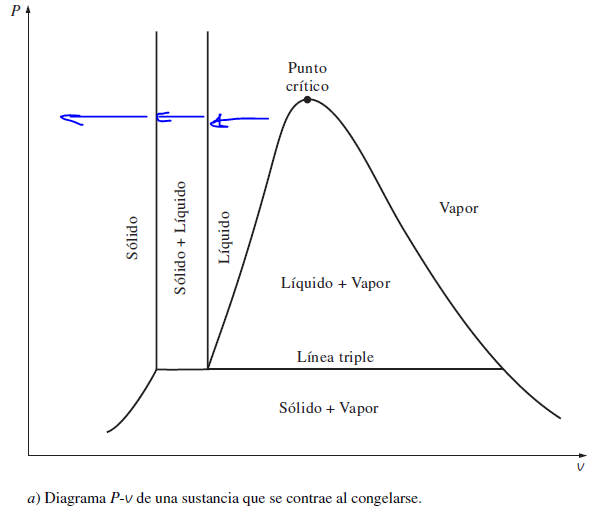 P
Punto
crítico
Sólido
Sólido + Líquido
Líquido
Vapor
Líquido + Vapor
Línea triple
Sólido + Vapor
v
a) Diagrama P-v de una sustancia que se contrae al congelarse.